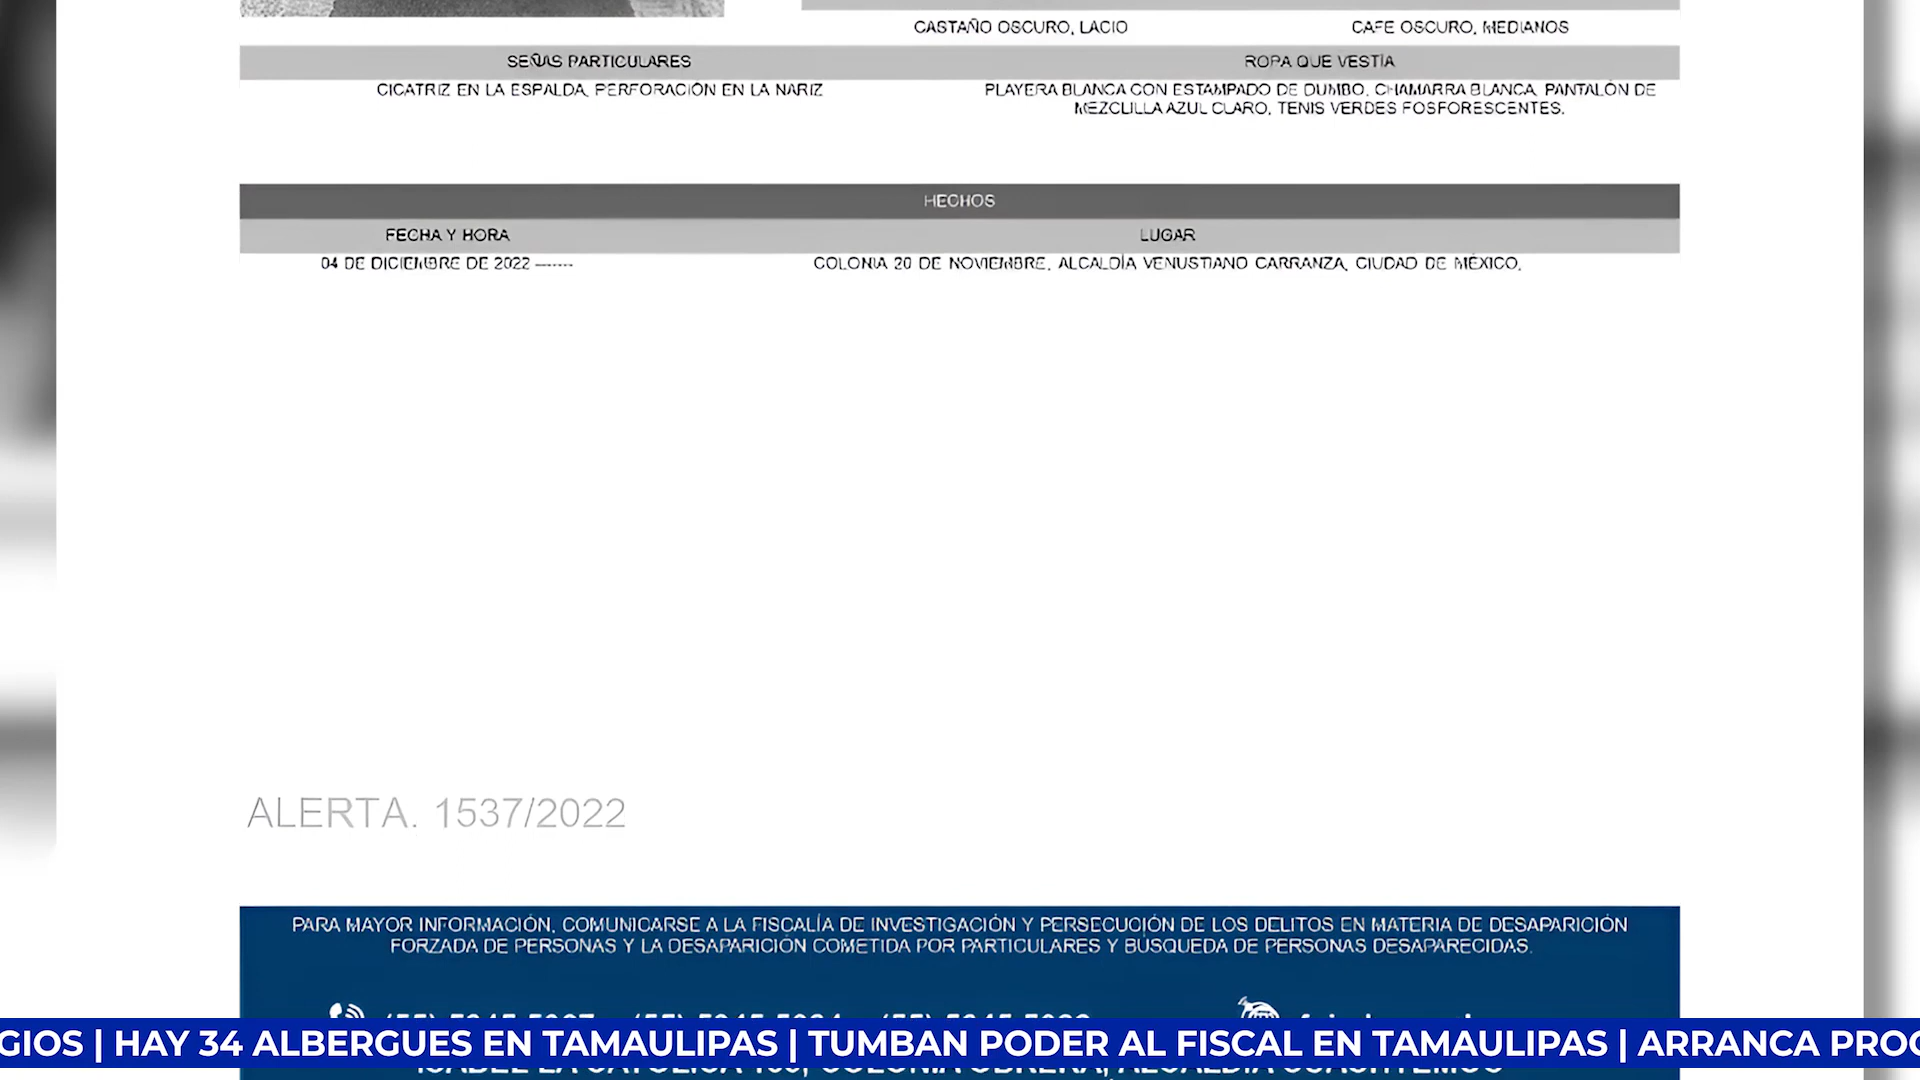 CASTAÑO OSCURO, LACIO
CAFE OSCURO, MEDIANOS
SEÑAS PARTICULARES
ROPA QUE VESTÍA
CICATRIZ EN LA ESPALDA, PERFORACIÓN EN LA NARIZ
PLAYERA BLANCA CON ESTAMPADO DE DUMBO, CHAMARRA BLANCA, PANTALÓN DE
MEZCLILLA AZUL CLARO, TENIS VERDES FOSFORESCENTES.
HECHOS
FECHA Y HORA
LUGAR
04 DE DICIEMBRE DE 2022 -------
COLONIA 20 DE NOVIEMBRE, ALCALDÍA VENUSTIANO CARRANZA, CIUDAD DE MÉXICO.
ALERTA. 1537/2022
PARA MAYOR INFORMACIÓN, COMUNICARSE A LA FISCALÍA DE INVESTIGACIÓN Y PERSECUCIÓN DE LOS DELITOS EN MATERIA DE DESAPARICIÓN
FORZADA DE PERSONAS Y LA DESAPARICIÓN COMETIDA POR PARTICULARES Y BÚSQUEDA DE PERSONAS DESAPARECIDAS.
GIOS | HAY 34 ALBERGUES EN TAMAULIPAS | TUMBAN PODER AL FISCAL EN TAMAULIPAS | ARRANCA PROG